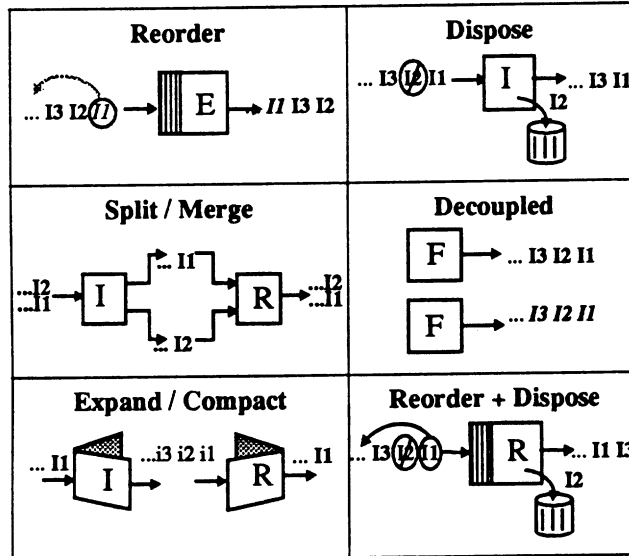 Reorder
... I3 I2 I1
E
I1 I3 I2
Dispose
... I3 I2 I1
I
... I3 I1
I2
Split / Merge
...I2
...I1
I
... I1
... I2
R
...I2
...I1
Decoupled
F
... I3 I2 I1
F
... I3 I2 I1
Expand / Compact
... I1
I
...i3 i2 i1
R
... I1
Reorder + Dispose
... I3 I2 I1
R
... I1 I3
I2